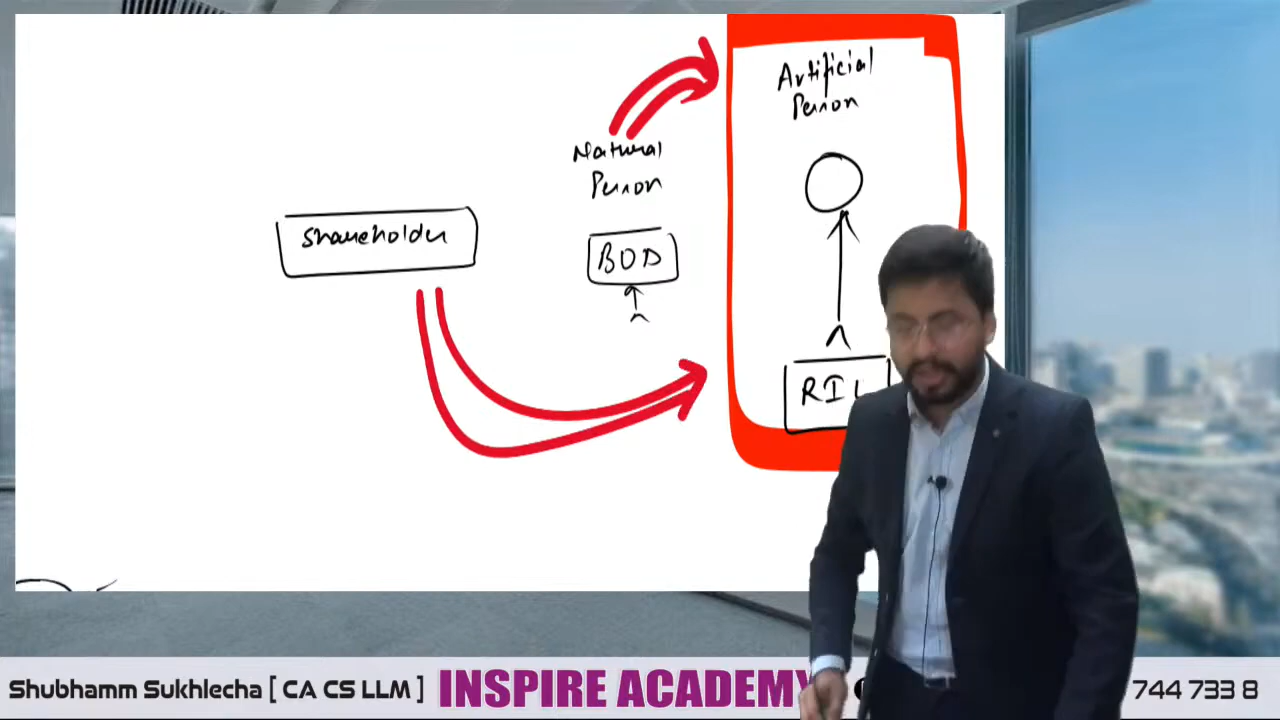 Artificial
Person
Natural
Person
Shareholder
BOD
RIL
Shubhamm Sukhlecha [ CA CS LLM ]
INSPIRE ACADEMY
744 733 8